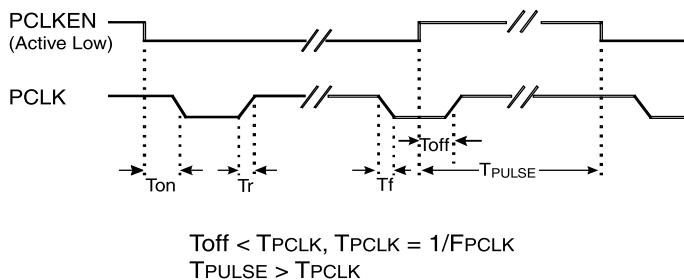 PCLKEN
(Active Low)
PCLK
Ton
Tr
Tf
Toff
TPULSE
Toff < TPCLK, TPCLK = 1/FPCLK
TPULSE > TPCLK